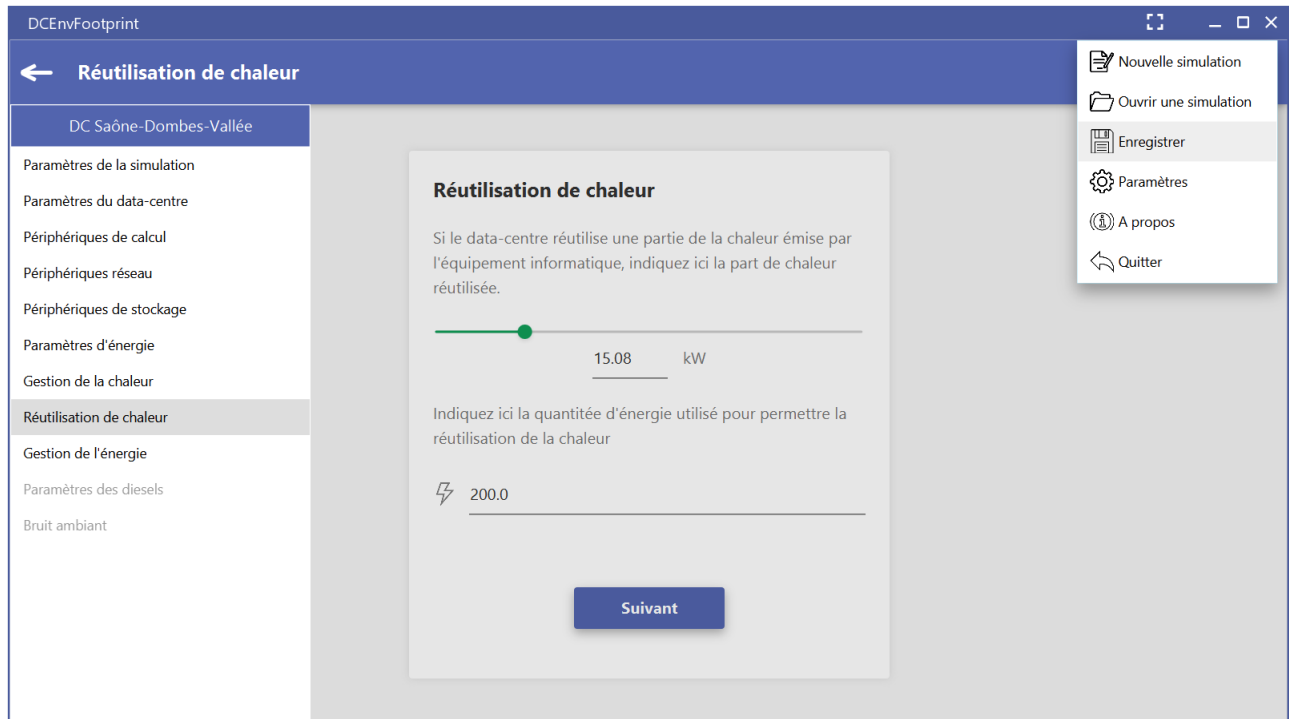 DCEnvFootprint
Réutilisation de chaleur
Nouvelle simulation
Ouvrir une simulation
Enregistrer
Paramètres
A propos
Quitter
DC Saône-Dombes-Vallée
Paramètres de la simulation
Paramètres du data-centre
Périphériques de calcul
Périphériques réseau
Périphériques de stockage
Paramètres d'énergie
Gestion de la chaleur
Réutilisation de chaleur
Gestion de l'énergie
Paramètres des diesels
Bruit ambiant
Réutilisation de chaleur
Si le data-centre réutilise une partie de la chaleur émise par
l'équipement informatique, indiquez ici la part de chaleur
réutilisée.
15.08 kW
Indiquez ici la quantitée d'énergie utilisé pour permettre la
réutilisation de la chaleur
200.0
Suivant